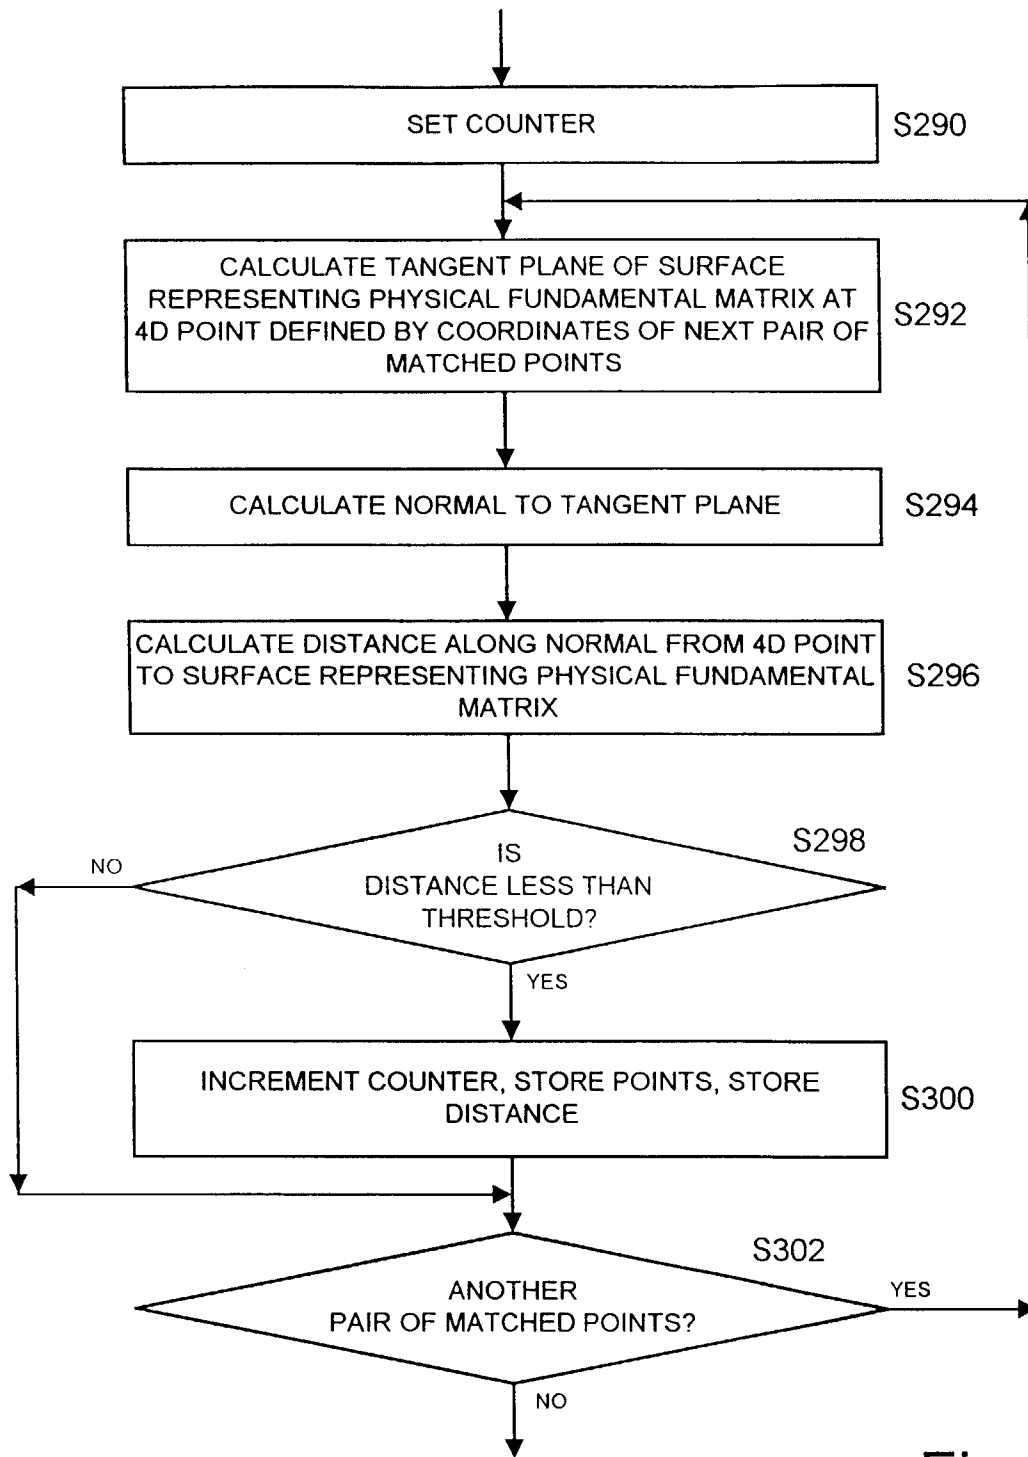 SET COUNTER
S290
CALCULATE TANGENT PLANE OF SURFACE
REPRESENTING PHYSICAL FUNDAMENTAL MATRIX AT
4D POINT DEFINED BY COORDINATES OF NEXT PAIR OF
MATCHED POINTS
S292
CALCULATE NORMAL TO TANGENT PLANE
S294
CALCULATE DISTANCE ALONG NORMAL FROM 4D POINT
TO SURFACE REPRESENTING PHYSICAL FUNDAMENTAL
MATRIX
S296
S298
NO
IS
DISTANCE LESS THAN
THRESHOLD?
YES
INCREMENT COUNTER, STORE POINTS, STORE
DISTANCE
S300
S302
ANOTHER
PAIR OF MATCHED POINTS?
YES
NO